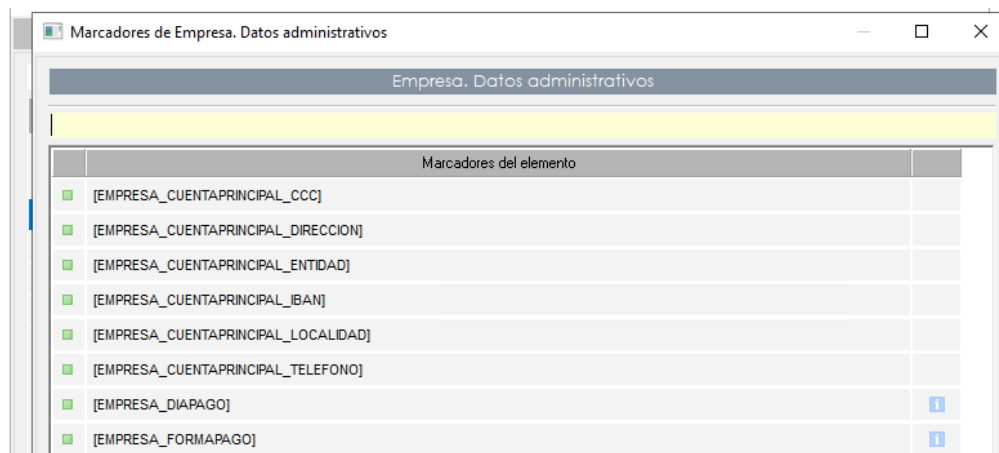 Marcadores de Empresa. Datos administrativos
Empresa. Datos administrativos
Marcadores del elemento
[EMPRESA_CUENTAPRINCIPAL_CCC]
[EMPRESA_CUENTAPRINCIPAL_DIRECCION]
[EMPRESA_CUENTAPRINCIPAL_ENTIDAD]
[EMPRESA_CUENTAPRINCIPAL_IBAN]
[EMPRESA_CUENTAPRINCIPAL_LOCALIDAD]
[EMPRESA_CUENTAPRINCIPAL_TELEFONO]
[EMPRESA_DIAPAGO] i
[EMPRESA_FORMAPAGO] i